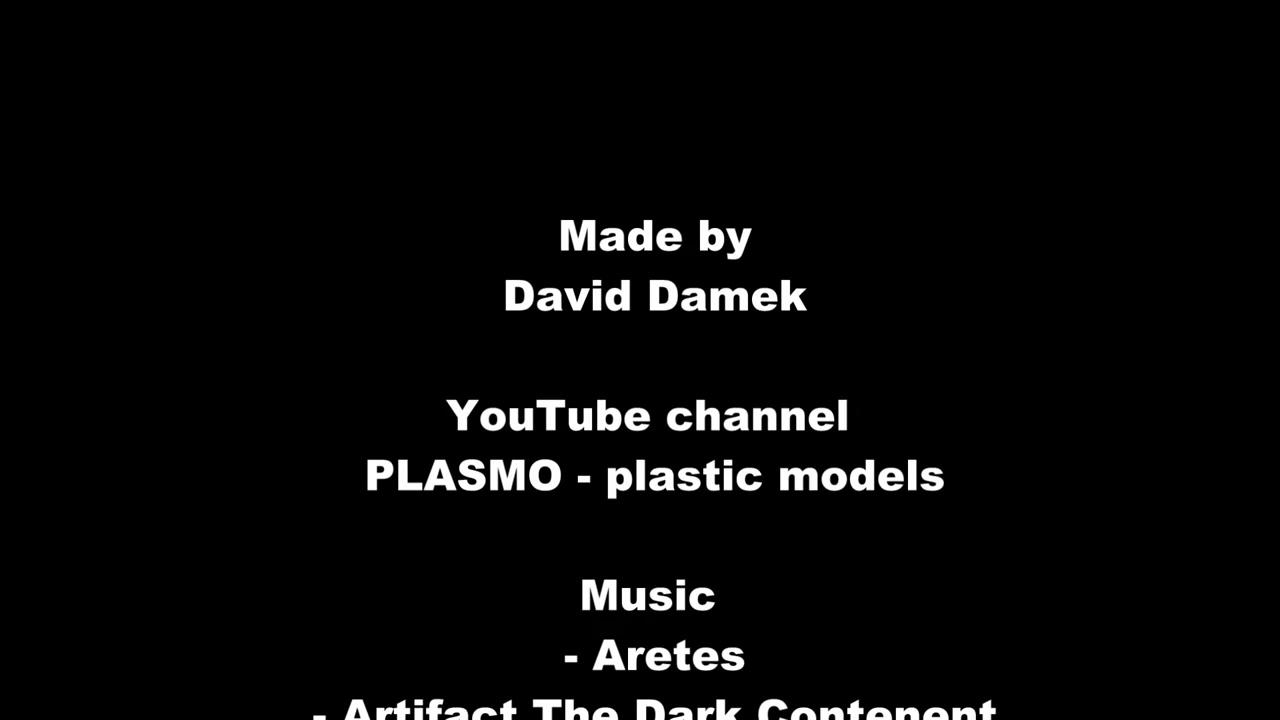 Made by
David Damek
YouTube channel
PLASMO - plastic models
Music
- Aretes
- Artifact The Dark Contenent